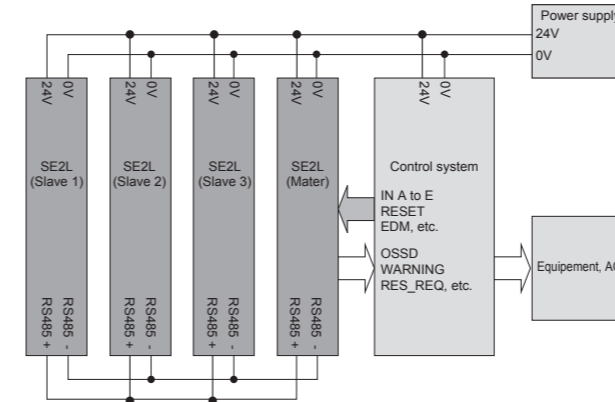 Power supply
24V
0V
24V
0V
24V
0V
24V
0V
24V
0V
24V
0V
SE2L
(Slave 1)
SE2L
(Slave 2)
SE2L
(Slave 3)
SE2L
(Mater)
Control system
IN A to E
RESET
EDM, etc.
OSSD
WARNING
RES_REQ, etc.
Equipement,
RS485 +
RS485 -
RS485 +
RS485 -
RS485 +
RS485 -
RS485 +
RS485 -